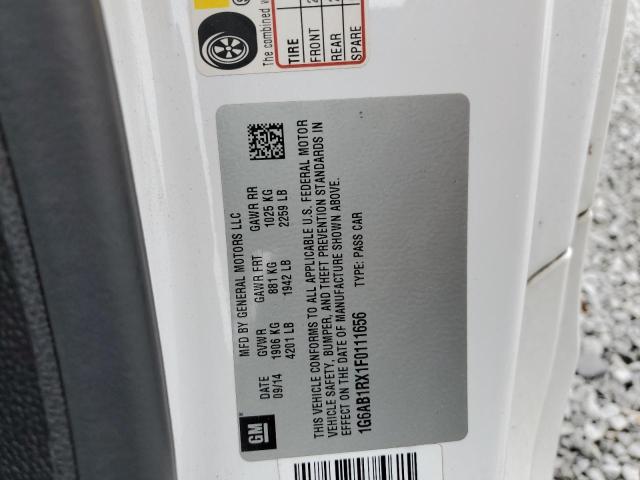 The combined w
TIRE
FRONT
REAR
SPARE
MFD BY GENERAL MOTORS LLC
DATE GVWR GAWR FRT GAWR RR
09/14 1906 KG 881 KG 1025 KG
4201 LB 1942 LB 2259 LB
THIS VEHICLE CONFORMS TO ALL APPLICABLE U.S. FEDERAL MOTOR
VEHICLE SAFETY, BUMPER, AND THEFT PREVENTION STANDARDS IN
EFFECT ON THE DATE OF MANUFACTURE SHOWN ABOVE.
TYPE: PASS CAR
1G6AB1RX1F0111656
GM